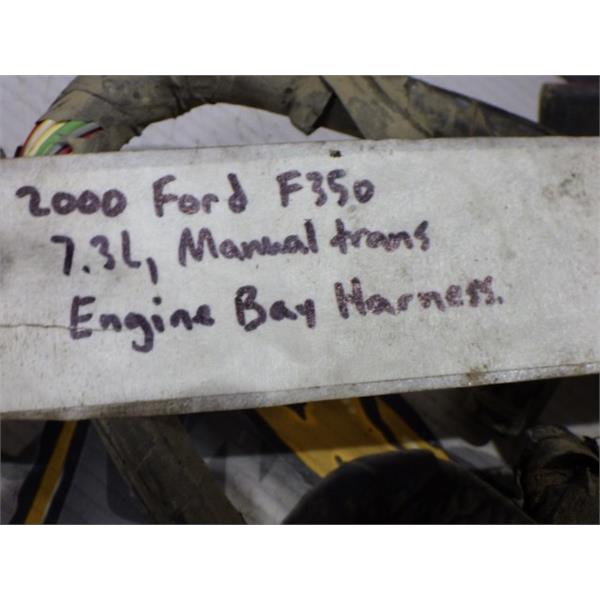 2000 Ford F350
7.3L, Manual trans
Engine Bay Harness.